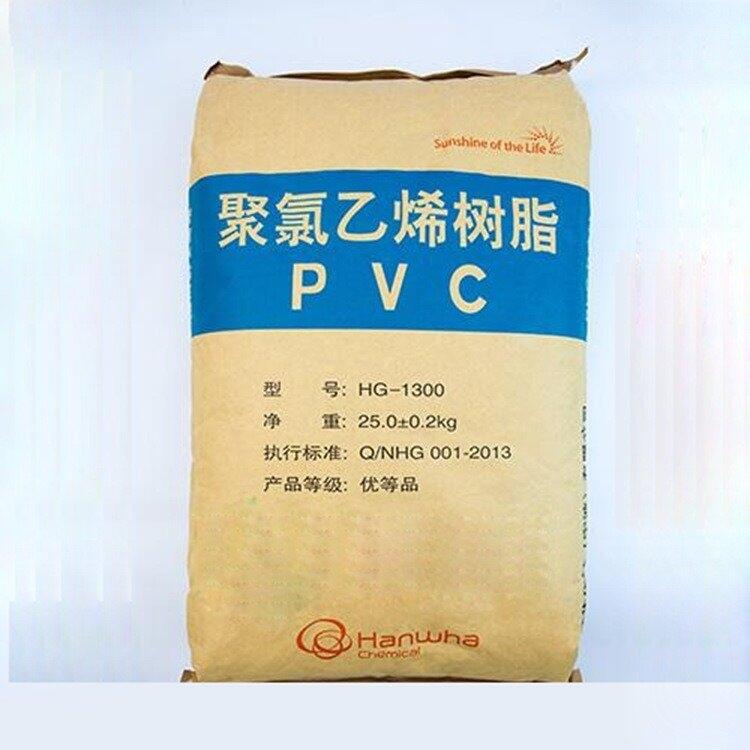 Sunshine of the Life
聚氯乙烯树脂
PVC
型 号: HG-1300
净 重: 25.0±0.2kg
执行标准: Q/NHG 001-2013
产品等级: 优等品
Hanwha
Chemical